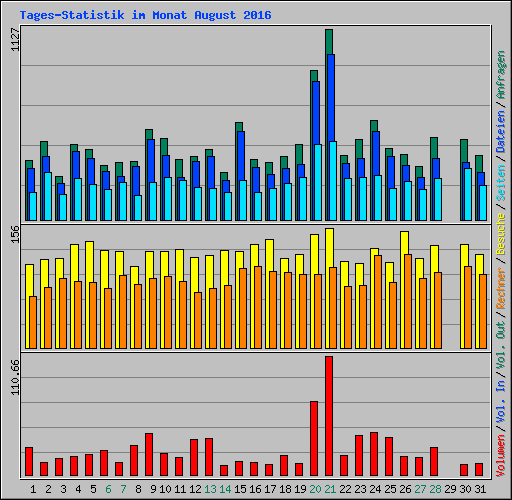 Tages-Statistik im Monat August 2016
1127
156
110.66
Volumen / Vol. In / Vol. Out / Rechner / Besuche / Seiten / Dateien / Anfragen
1 2 3 4 5 6 7 8 9 10 11 12 13 14 15 16 17 18 19 20 21 22 23 24 25 26 27 28 29 30 31